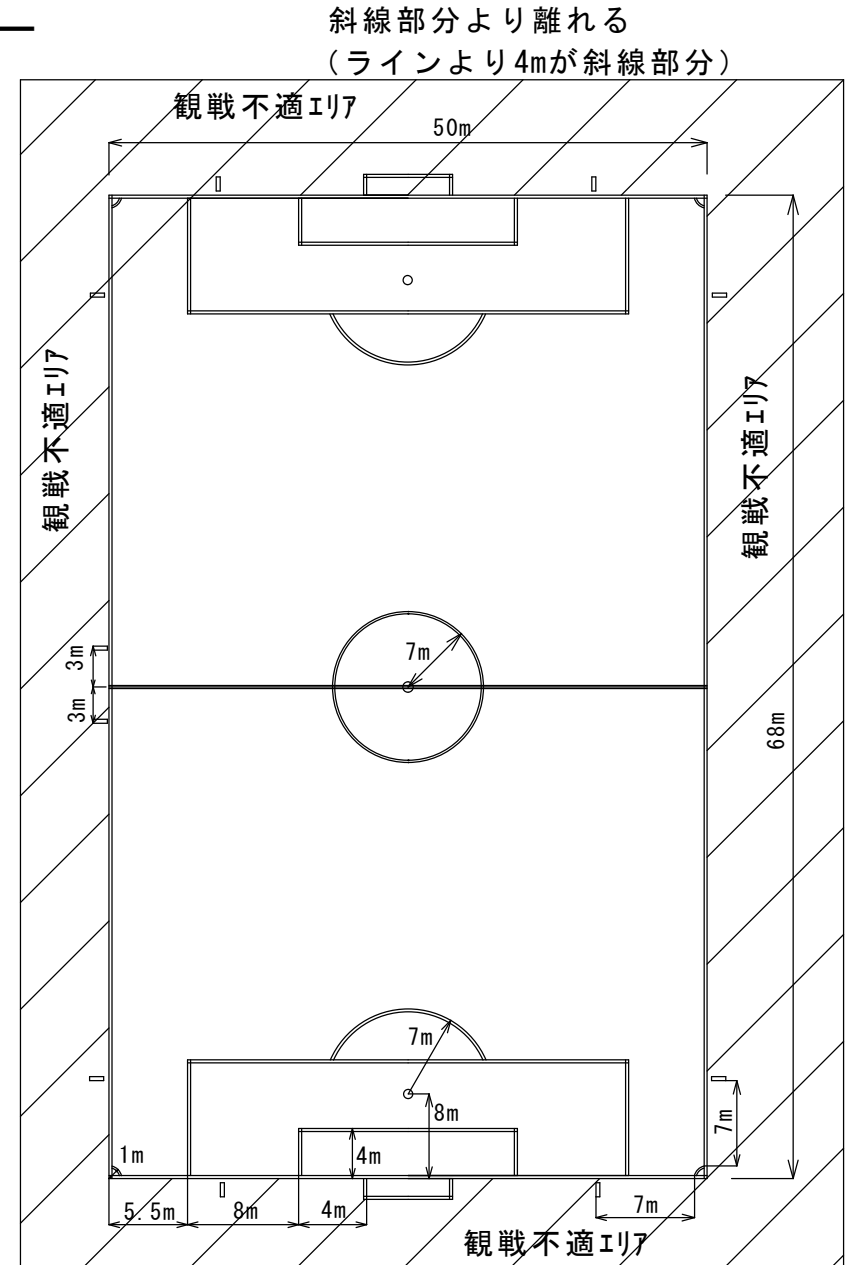 斜線部分より離れる
（ラインより4mが斜線部分）
観戦不適ｴﾘｱ
50m
観戦不適ｴﾘｱ
観戦不適ｴﾘｱ
7m
3m
3m
68m
7m
8m
7m
1m
4m
5.5m
8m
4m
7m
観戦不適ｴﾘｱ